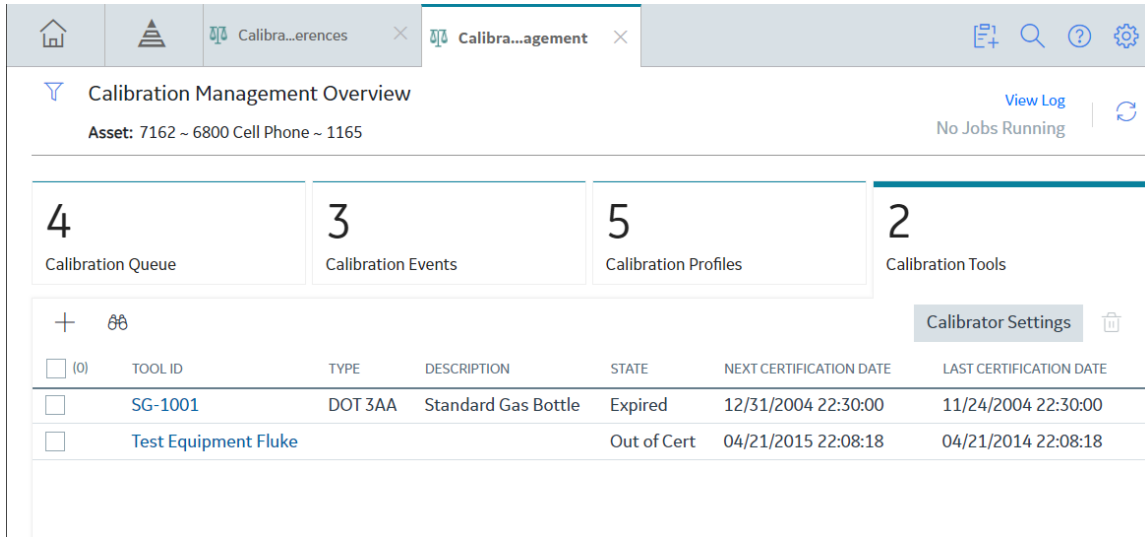 Calibra...erences
Calibra...agement
Calibration Management Overview
View Log
Asset: 7162 ~ 6800 Cell Phone ~ 1165
No Jobs Running
4
3
5
2
Calibration Queue
Calibration Events
Calibration Profiles
Calibration Tools
Calibrator Settings
(0) TOOL ID TYPE DESCRIPTION STATE NEXT CERTIFICATION DATE LAST CERTIFICATION DATE
SG-1001 DOT 3AA Standard Gas Bottle Expired 12/31/2004 22:30:00 11/24/2004 22:30:00
Test Equipment Fluke Out of Cert 04/21/2015 22:08:18 04/21/2014 22:08:18